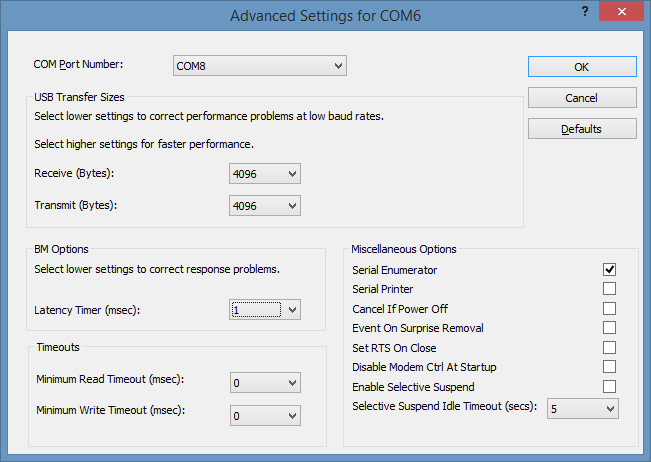 Advanced Settings for COM6
?
COM Port Number:
COM8
OK
Cancel
Defaults
USB Transfer Sizes
Select lower settings to correct performance problems at low baud rates.
Select higher settings for faster performance.
Receive (Bytes):
4096
Transmit (Bytes):
4096
BM Options
Select lower settings to correct response problems.
Latency Timer (msec):
1
Timeouts
Minimum Read Timeout (msec):
0
Minimum Write Timeout (msec):
0
Miscellaneous Options
Serial Enumerator
Serial Printer
Cancel If Power Off
Event On Surprise Removal
Set RTS On Close
Disable Modem Ctrl At Startup
Enable Selective Suspend
Selective Suspend Idle Timeout (secs):
5